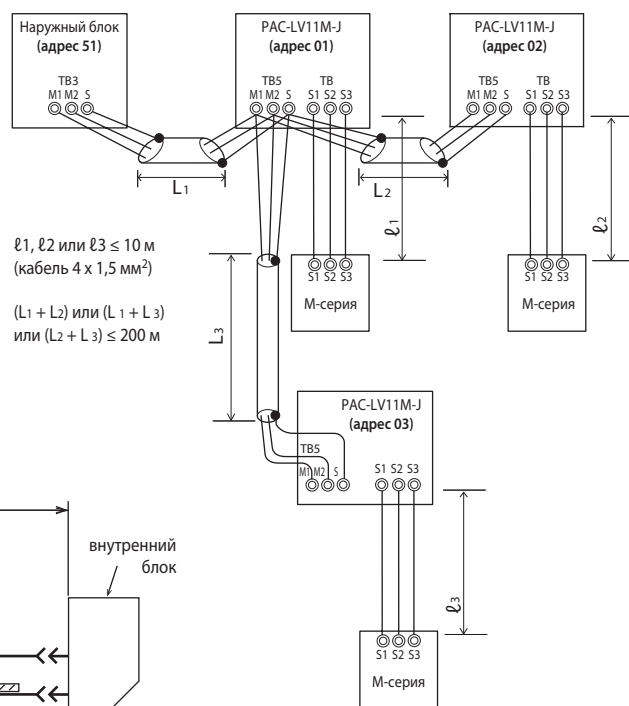 Наружный блок
(адрес 51)
TB3
M1 M2 S
PAC-LV11M-J
(адрес 01)
TB5 TB
M1 M2 S S1 S2 S3
PAC-LV11M-J
(адрес 02)
TB5 TB
M1 M2 S S1 S2 S3
L1
L2
ℓ1
ℓ2
ℓ1, ℓ2 или ℓ3 ≤ 10 м
(кабель 4 x 1,5 мм²)
(L1 + L2) или (L 1 + L 3)
или (L2 + L 3) ≤ 200 м
S1 S2 S3
М-серия
S1 S2 S3
М-серия
L3
PAC-LV11M-J
(адрес 03)
TB5
M1 M2 S S1 S2 S3
внутренний
блок
ℓ3
S1 S2 S3
М-серия